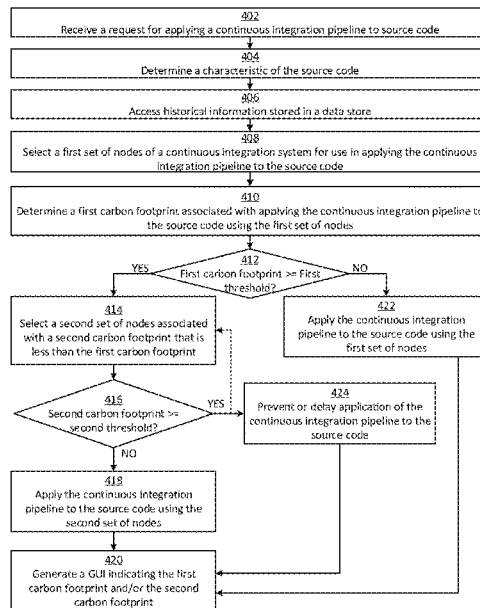 402
Receive a request for applying a continuous integration pipeline to source code
404
Determine a characteristic of the source code
406
Access historical information stored in a data store
408
Select a first set of nodes of a continuous integration system for use in applying the continuous
integration pipeline to the source code
410
Determine a first carbon footprint associated with applying the continuous integration pipeline to
the source code using the first set of nodes
412
First carbon footprint >= First
threshold?
YES
NO
414
Select a second set of nodes associated
with a second carbon footprint that is
less than the first carbon footprint
422
Apply the continuous integration
pipeline to the source code using the
first set of nodes
416
Second carbon footprint >=
second threshold?
YES
424
Prevent or delay application of the
continuous integration pipeline to the
source code
NO
418
Apply the continuous integration
pipeline to the source code using the
second set of nodes
420
Generate a GUI indicating the first
carbon footprint and/or the second
carbon footprint